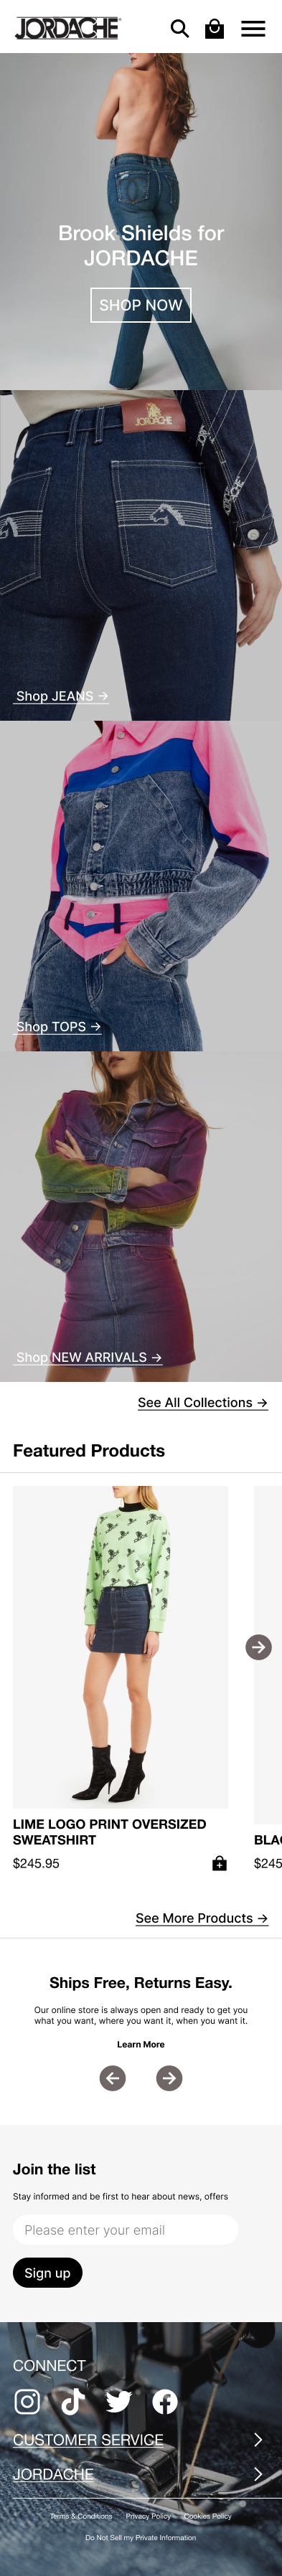 JORDACHE
Brook Shields for
JORDACHE
SHOP NOW
JORDACHE
Shop JEANS →
Shop TOPS →
Shop NEW ARRIVALS →
See All Collections →
Featured Products
LIME LOGO PRINT OVERSIZED
SWEATSHIRT
$245.95
BLA
$245
See More Products →
Ships Free, Returns Easy.
Our online store is always open and ready to get you
what you want, where you want it, when you want it.
Learn More
Join the list
Stay informed and be first to hear about news, offers
Please enter your email
Sign up
CONNECT
CUSTOMER SERVICE
JORDACHE
Terms & Conditions Privacy Policy Cookies Policy
Do Not Sell my Private Information